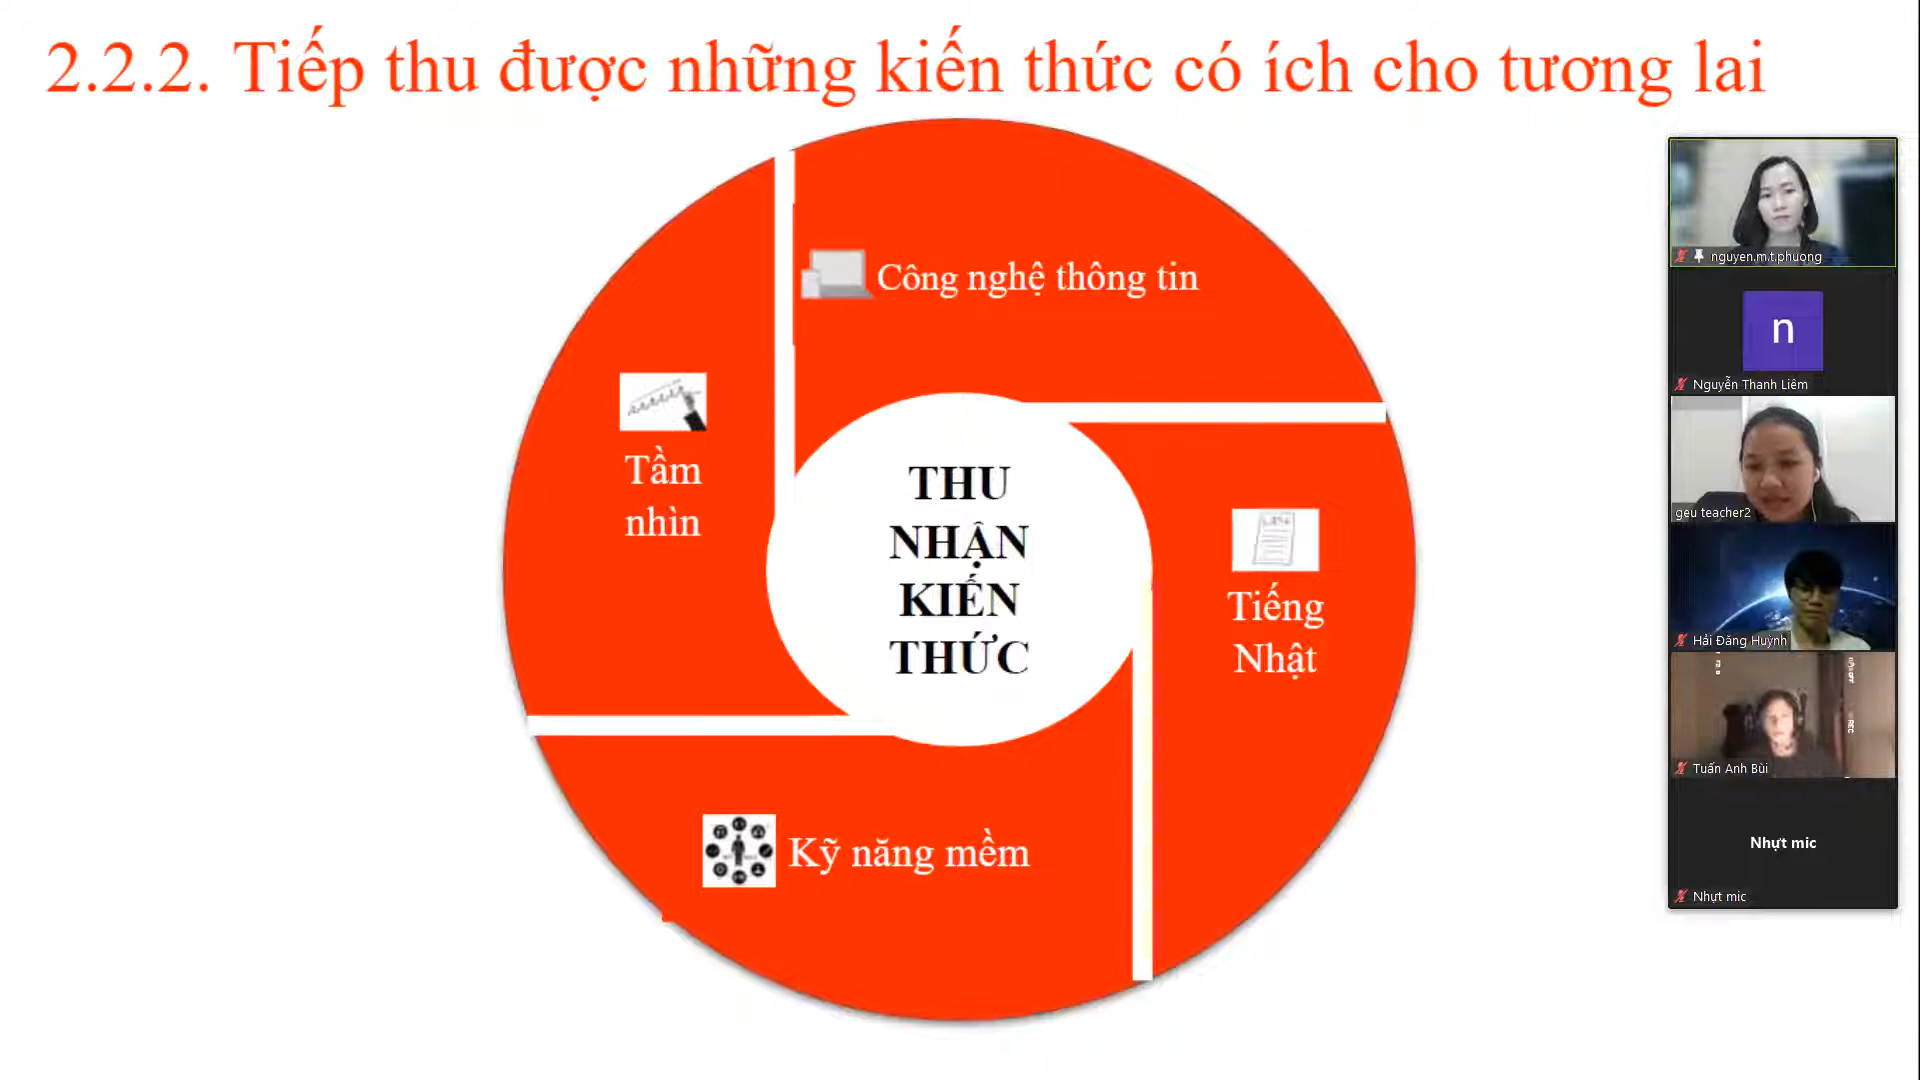 2.2.2. Tiếp thu được những kiến thức có ích cho tương lai
Công nghệ thông tin
Tầm
nhìn
THU
NHẬN
KIẾN
THỨC
Tiếng
Nhật
Kỹ năng mềm
nguyen.m.t.phuong
n
Nguyễn Thanh Liêm
geu teacher2
Hải Đăng Huỳnh
Tuấn Anh Bùi
Nhựt mic
Nhựt mic